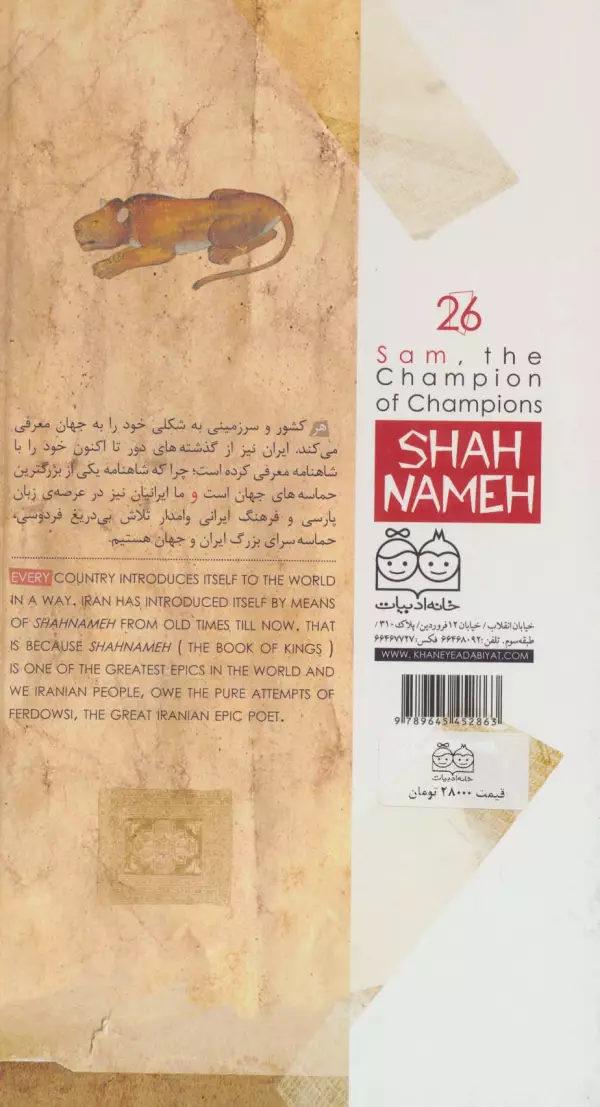 هر کشور و سرزمینی به شکلی خود را به جهان معرفی
می‌کند. ایران نیز از گذشته‌های دور تا اکنون خود را با
شاهنامه معرفی کرده است؛ چرا که شاهنامه یکی از بزرگترین
حماسه‌های جهان است و ما ایرانیان نیز در عرصه‌ی زبان
پارسی و فرهنگ ایرانی وامدار تلاش بی‌دریغ فردوسی،
حماسه سرای بزرگ ایران و جهان هستیم.
EVERY COUNTRY INTRODUCES ITSELF TO THE WORLD
IN A WAY. IRAN HAS INTRODUCED ITSELF BY MEANS
OF SHAHNAMEH FROM OLD TIMES TILL NOW. THAT
IS BECAUSE SHAHNAMEH ( THE BOOK OF KINGS )
IS ONE OF THE GREATEST EPICS IN THE WORLD AND
WE IRANIAN PEOPLE, OWE THE PURE ATTEMPTS OF
FERDOWSI, THE GREAT IRANIAN EPIC POET.
26
Sam, the
Champion
of Champions
SHAH
NAMEH
خانه ادبیات
خیابان انقلاب / خیابان ۱۲ فروردین / پلاک ۳۱۰ /
طبقه سوم. تلفن: ۶۶۴۶۸۰۹۲ فکس: ۶۶۴۶۷۷۲۷
WWW.KHANEYEADABIYAT.COM
9 789645 452863
خانه ادبیات
قیمت ۲۸۰۰۰ تومان